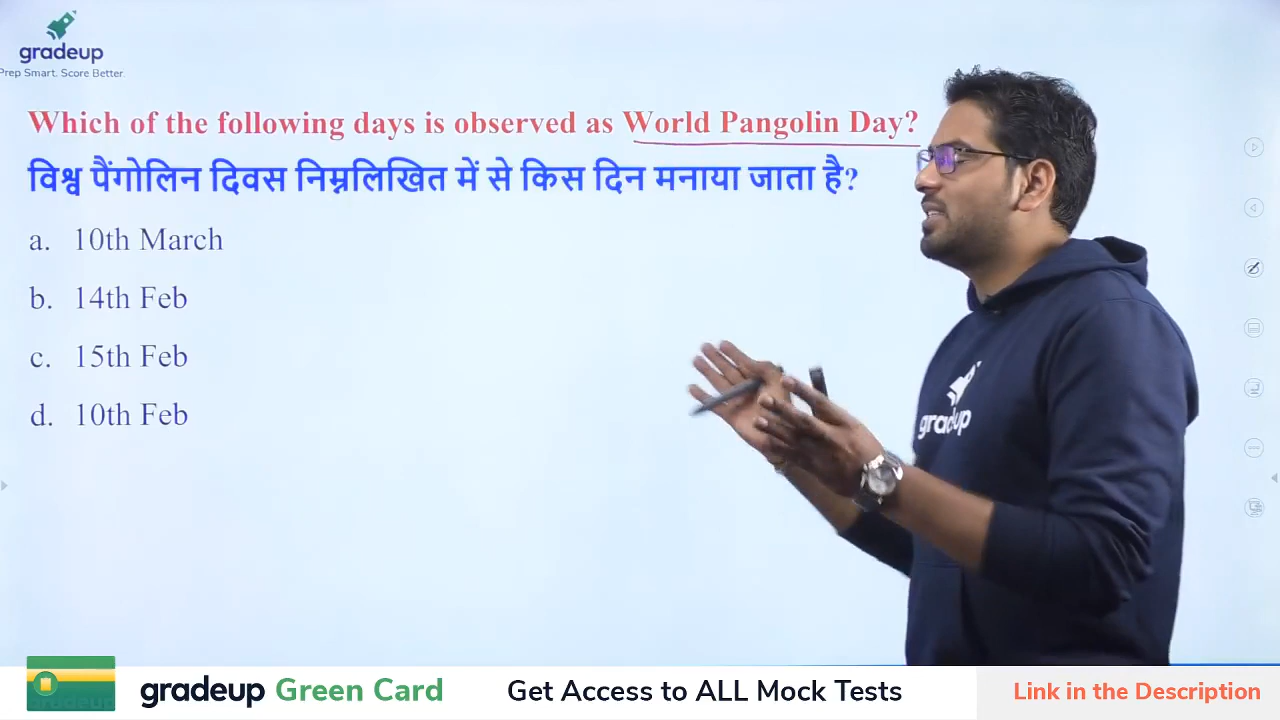 gradeup
Prep Smart. Score Better.
Which of the following days is observed as World Pangolin Day?
विश्व पैंगोलिन दिवस निम्नलिखित में से किस दिन मनाया जाता है?
a. 10th March
b. 14th Feb
c. 15th Feb
d. 10th Feb
gradeup
gradeup
gradeup Green Card
Get Access to ALL Mock Tests
Link in the Description